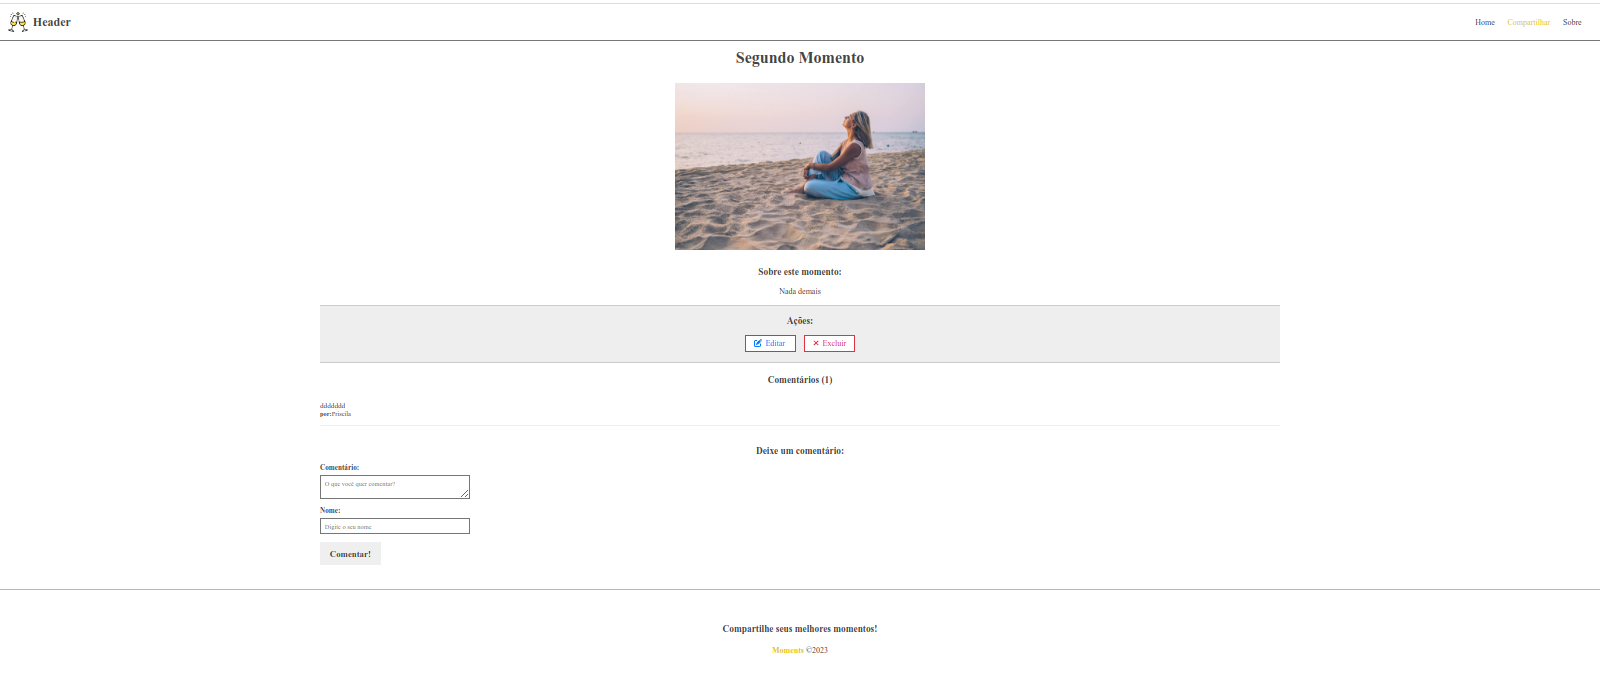 Header
Home Compartilhar Sobre
Segundo Momento
Sobre este momento:
Nada demais
Ações:
Editar Excluir
Comentários (1)
ddddddd
por:Priscila
Deixe um comentário:
Comentário:
O que você quer comentar?
Nome:
Digite o seu nome
Comentar!
Compartilhe seus melhores momentos!
Moments ©2023